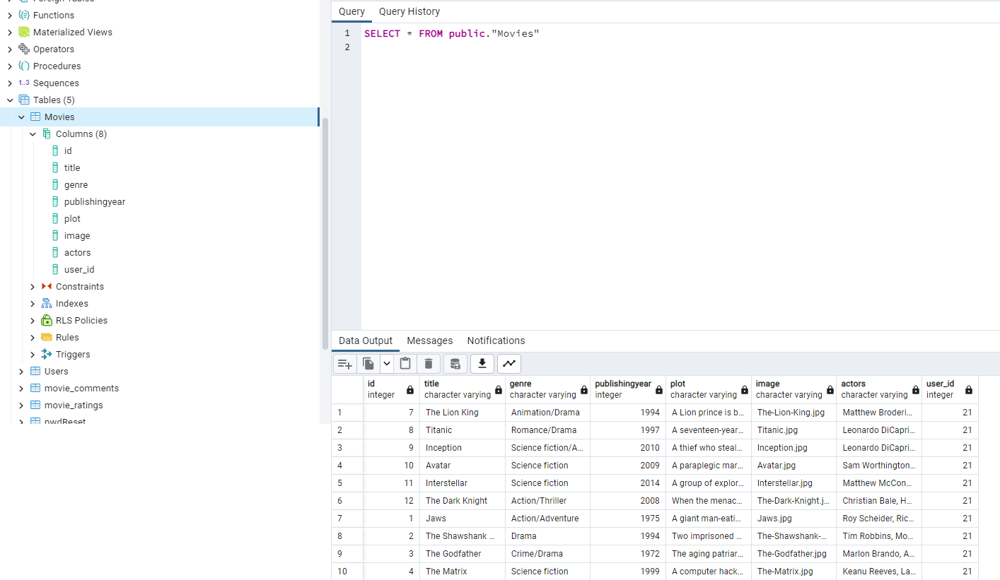 Foreign Tables
Functions
Materialized Views
Operators
Procedures
1..3 Sequences
Tables (5)
Movies
Columns (8)
id
title
genre
publishingyear
plot
image
actors
user_id
Constraints
Indexes
RLS Policies
Rules
Triggers
Users
movie_comments
movie_ratings
pwdReset
Query Query History
1 SELECT * FROM public."Movies"
2
Data Output Messages Notifications
id title genre publishingyear plot image actors user_id
integer character varying character varying integer character varying character varying character varying integer
1 7 The Lion King Animation/Drama 1994 A Lion prince is b... The-Lion-King.jpg Matthew Broderi... 21
2 8 Titanic Romance/Drama 1997 A seventeen-year... Titanic.jpg Leonardo DiCapri... 21
3 9 Inception Science fiction/A... 2010 A thief who steal... Inception.jpg Leonardo DiCapri... 21
4 10 Avatar Science fiction 2009 A paraplegic mar... Avatar.jpg Sam Worthington... 21
5 11 Interstellar Science fiction 2014 A group of explor... Interstellar.jpg Matthew McCon... 21
6 12 The Dark Knight Action/Thriller 2008 When the menac... The-Dark-Knight.j... Christian Bale, H... 21
7 1 Jaws Action/Adventure 1975 A giant man-eati... Jaws.jpg Roy Scheider, Ric... 21
8 2 The Shawshank ... Drama 1994 Two imprisoned ... The-Shawshank-... Tim Robbins, Mo... 21
9 3 The Godfather Crime/Drama 1972 The aging patriar... The-Godfather.jpg Marlon Brando, A... 21
10 4 The Matrix Science fiction 1999 A computer hack... The-Matrix.jpg Keanu Reeves, La... 21